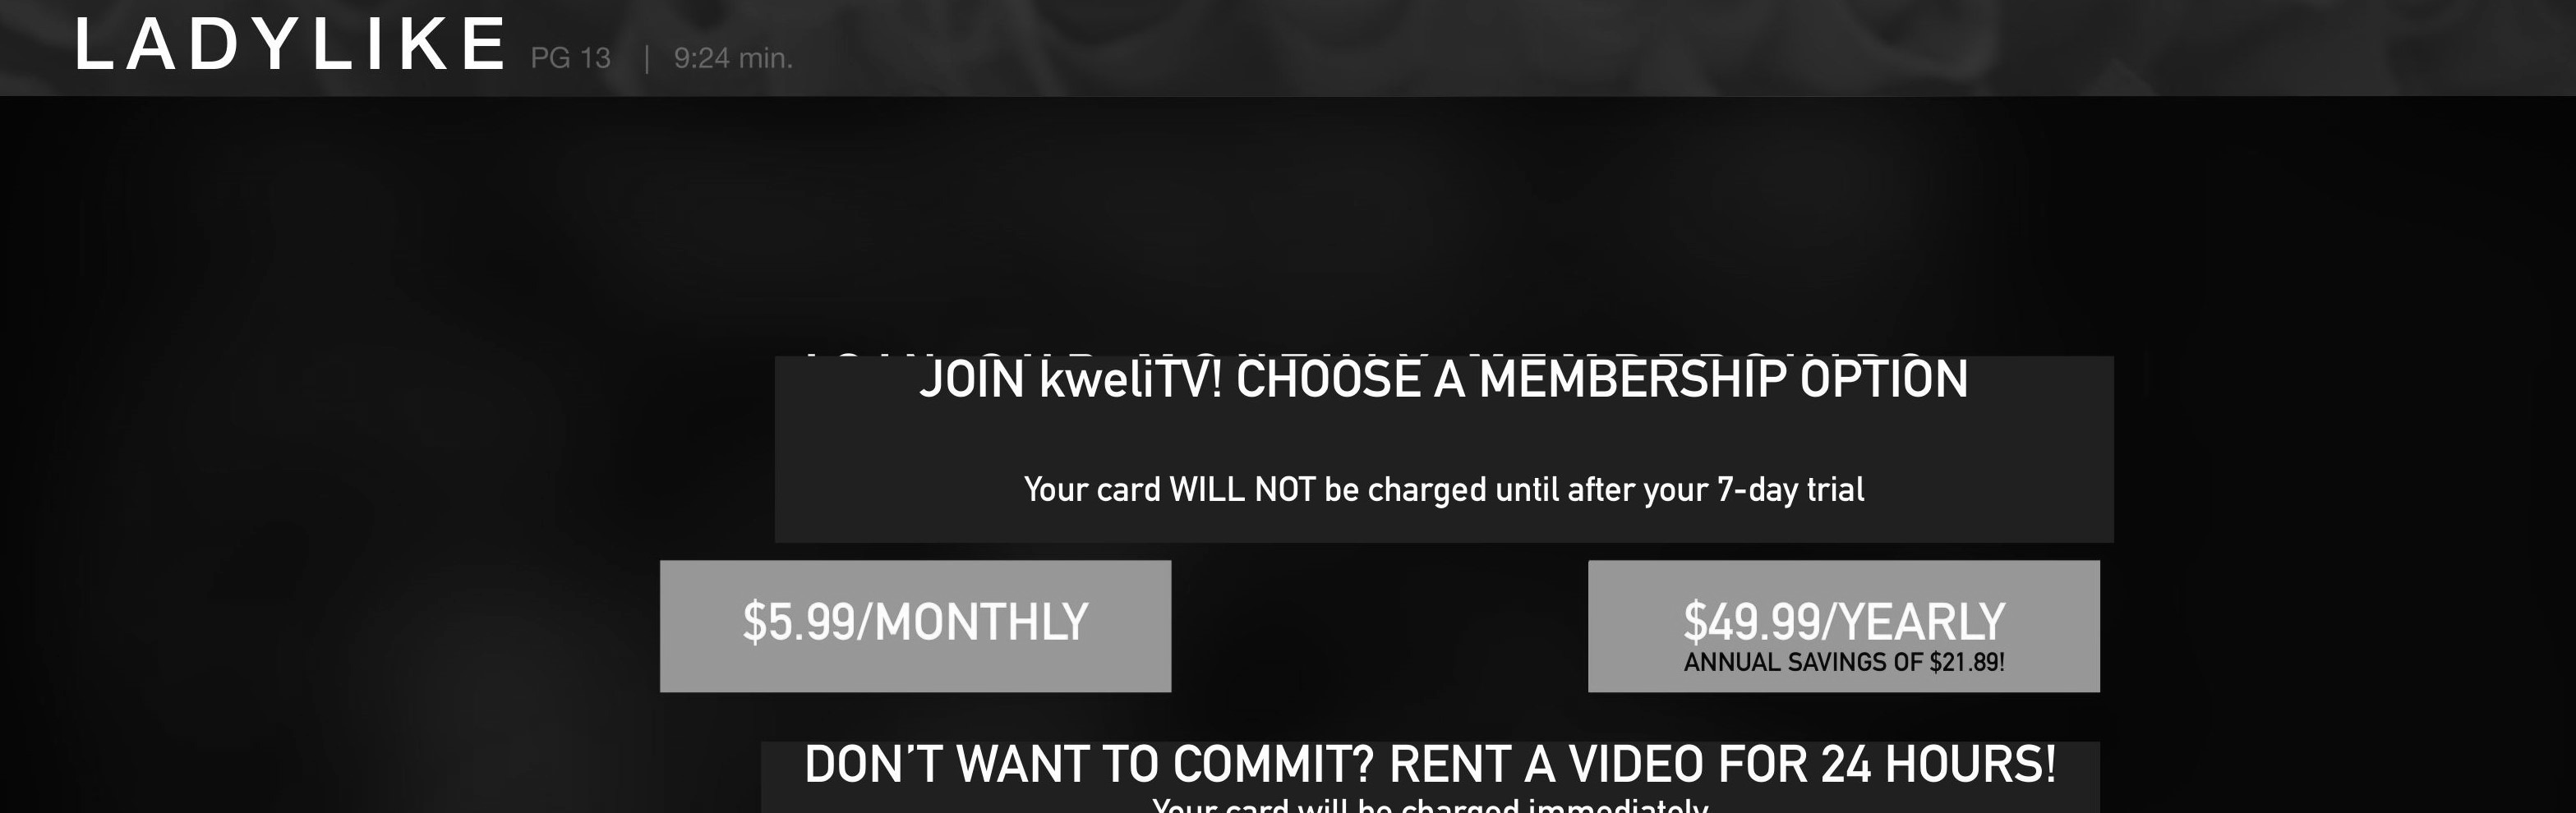 LADYLIKE PG 13 | 9:24 min.
JOIN kweliTV! CHOOSE A MEMBERSHIP OPTION
Your card WILL NOT be charged until after your 7-day trial
$5.99/MONTHLY $49.99/YEARLY
ANNUAL SAVINGS OF $21.89!
DON'T WANT TO COMMIT? RENT A VIDEO FOR 24 HOURS!
Your card will be charged immediately